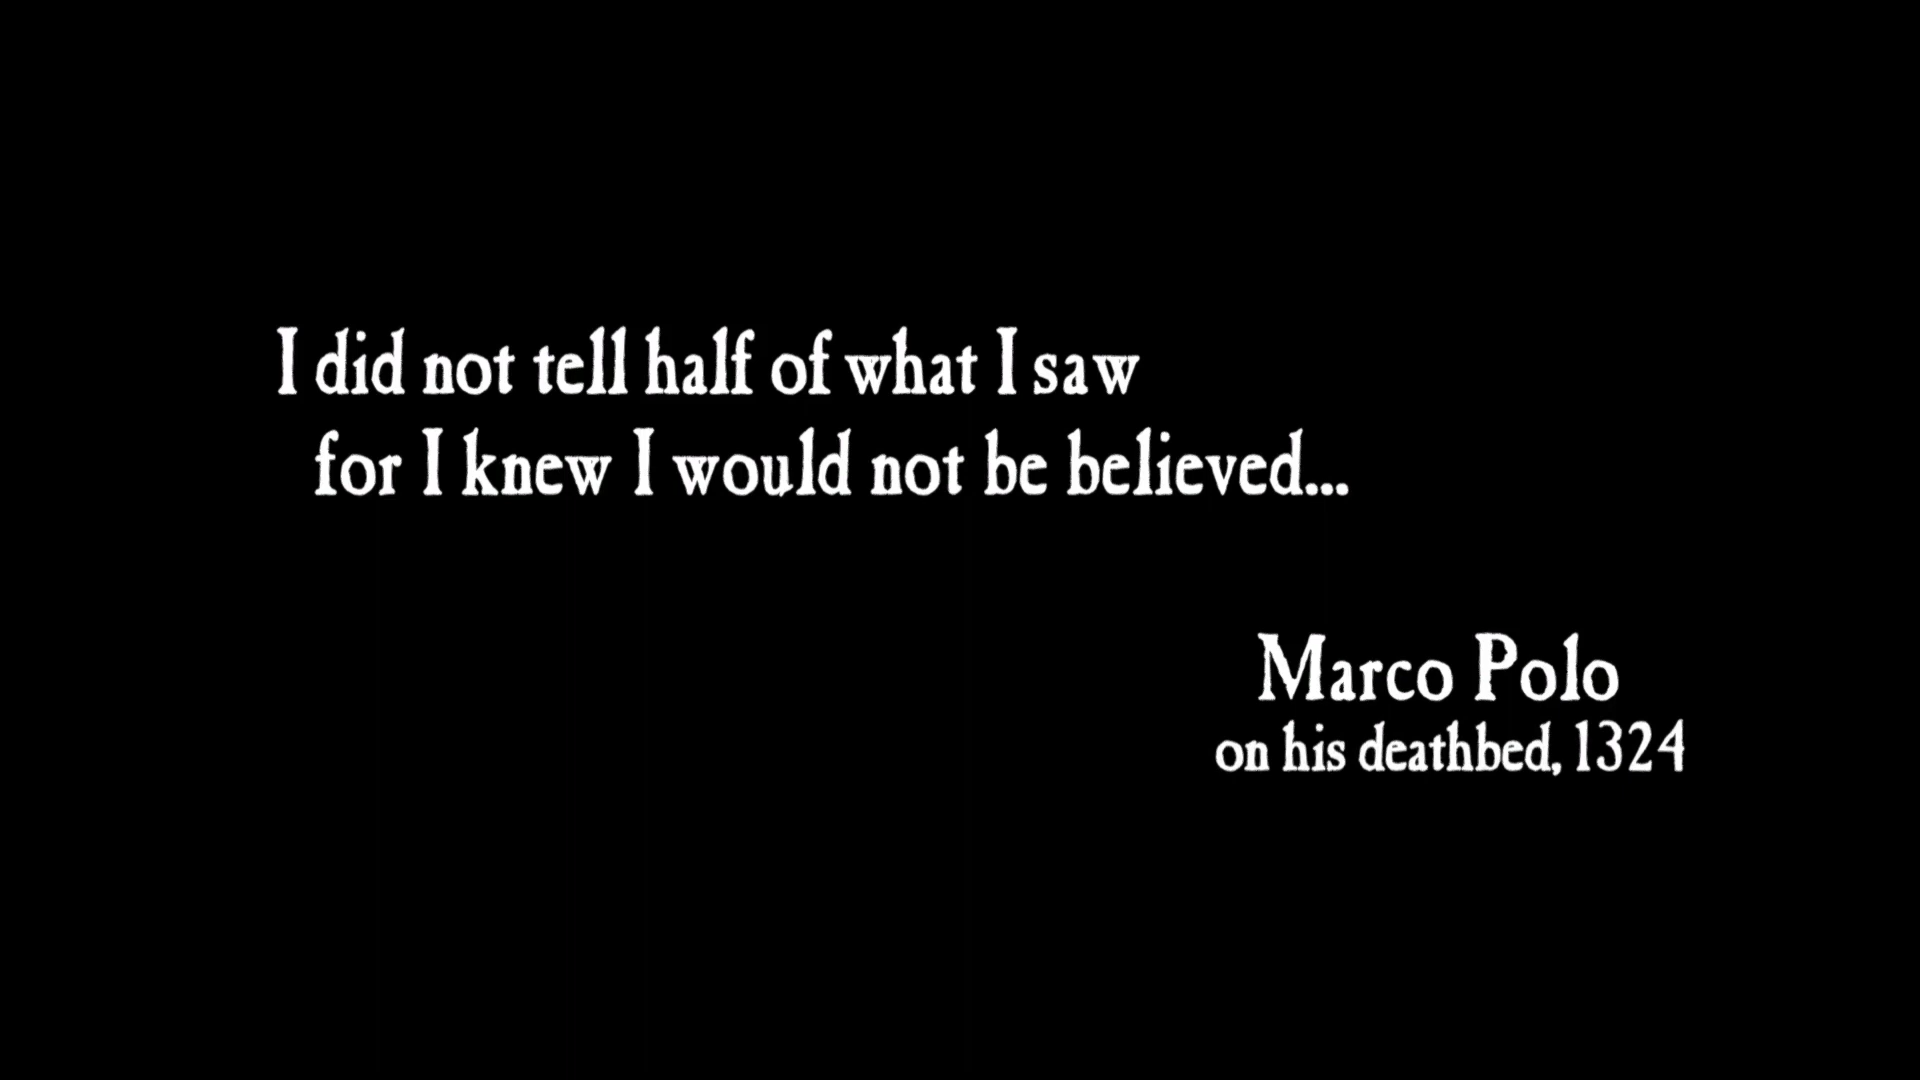 I did not tell half of what I saw
for I knew I would not be believed...
Marco Polo
on his deathbed, 1324